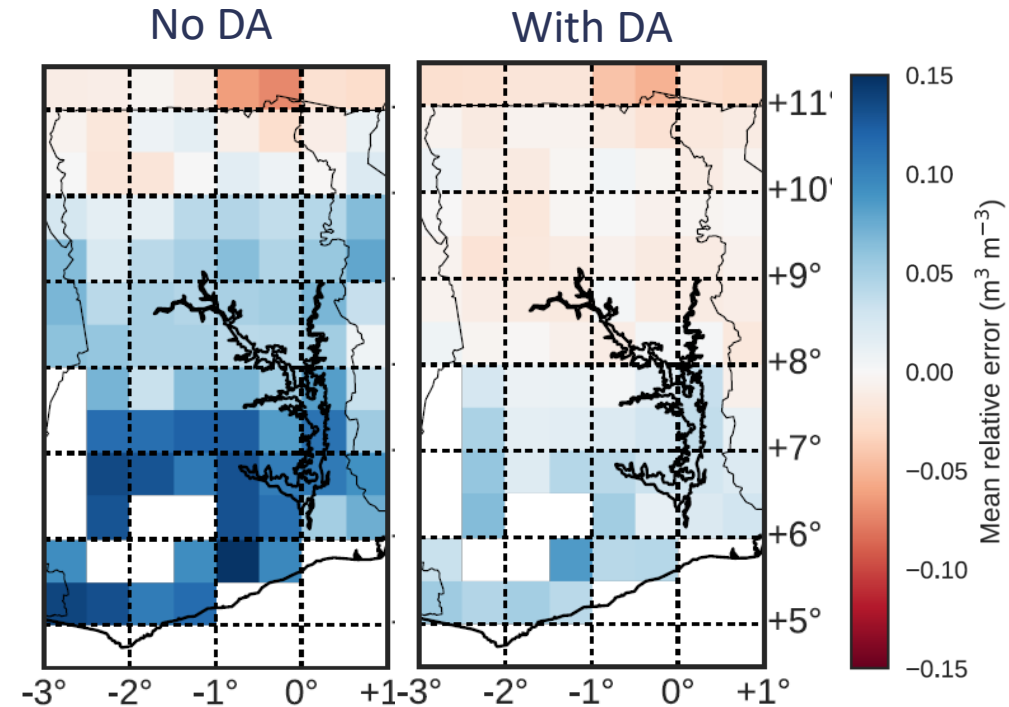 No DA
With DA
+11'
+10'
+9°
+8°
+7°
+6°
+5°
-3° -2° -1° 0° +1
-3° -2° -1° 0° +1°
0.15
0.10
0.05
0.00
−0.05
−0.10
−0.15
Mean relative error (m³ m⁻³)